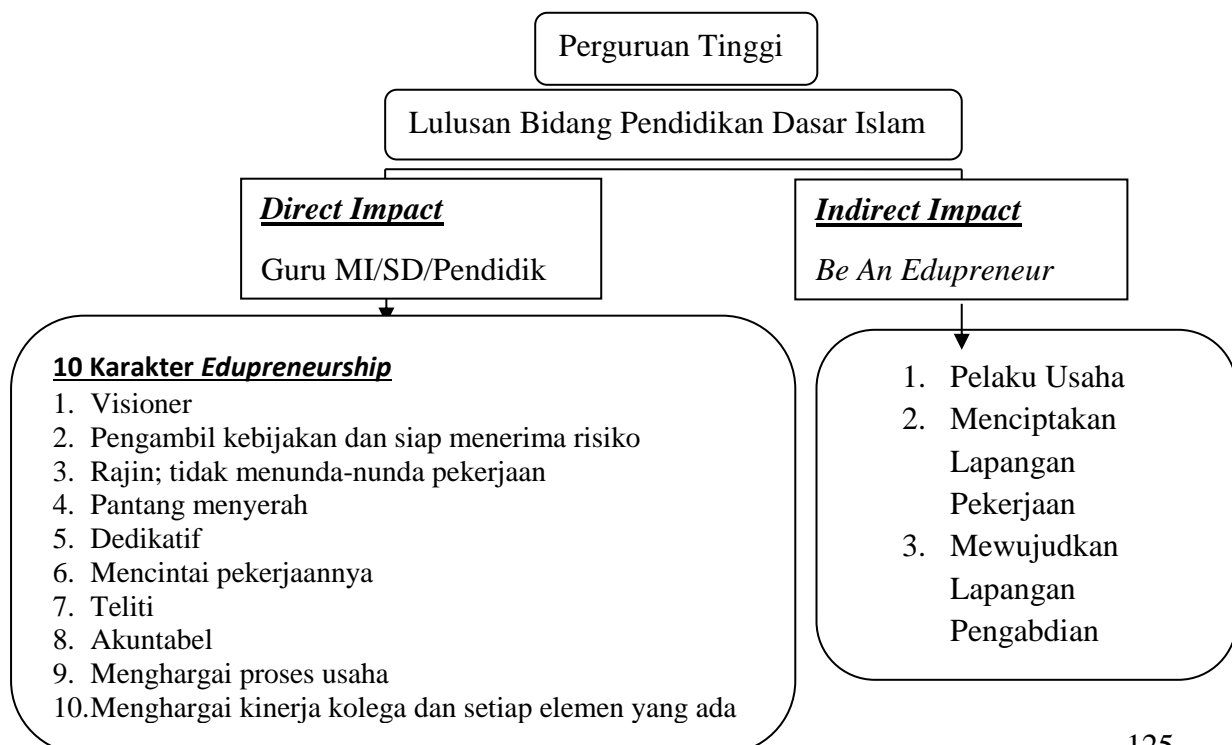 Perguruan Tinggi
Lulusan Bidang Pendidikan Dasar Islam
Direct Impact
Guru MI/SD/Pendidik
Indirect Impact
Be An Edupreneur
10 Karakter Edupreneurship
1. Visioner
2. Pengambil kebijakan dan siap menerima risiko
3. Rajin; tidak menunda-nunda pekerjaan
4. Pantang menyerah
5. Dedikatif
6. Mencintai pekerjaannya
7. Teliti
8. Akuntabel
9. Menghargai proses usaha
10.Menghargai kinerja kolega dan setiap elemen yang ada
1. Pelaku Usaha
2. Menciptakan
Lapangan
Pekerjaan
3. Mewujudkan
Lapangan
Pengabdian
125